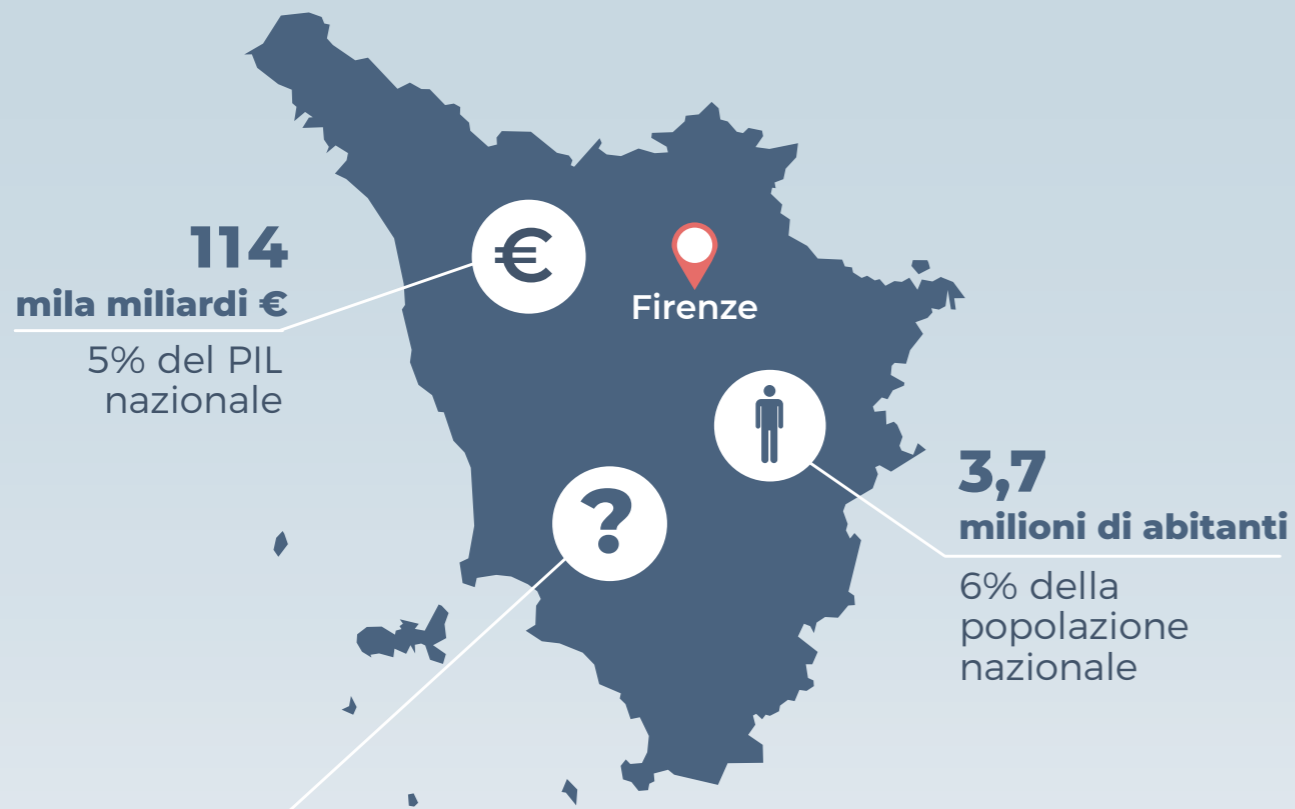 114
mila miliardi €
5% del PIL
nazionale
€
Firenze
?
3,7
milioni di abitanti
6% della
popolazione
nazionale